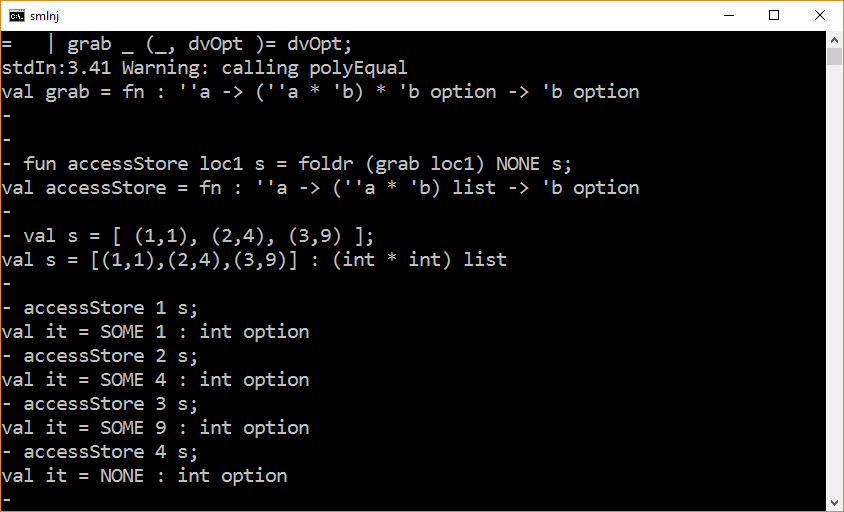 smlnj
=   | grab _ (_, dvOpt )= dvOpt;
stdIn:3.41 Warning: calling polyEqual
val grab = fn : ''a -> (''a * 'b) * 'b option -> 'b option
-
-
- fun accessStore loc1 s = foldr (grab loc1) NONE s;
val accessStore = fn : ''a -> (''a * 'b) list -> 'b option
-
- val s = [ (1,1), (2,4), (3,9) ];
val s = [(1,1),(2,4),(3,9)] : (int * int) list
-
- accessStore 1 s;
val it = SOME 1 : int option
- accessStore 2 s;
val it = SOME 4 : int option
- accessStore 3 s;
val it = SOME 9 : int option
- accessStore 4 s;
val it = NONE : int option
-